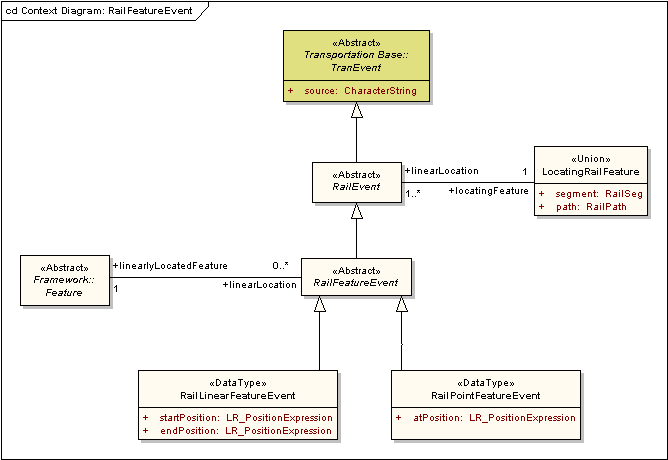 cd Context Diagram: RailFeatureEvent
«Abstract»
Transportation Base::
TranEvent
+ source: CharacterString
«Abstract»
RailEvent
+linearLocation
1
1..*
+locatingFeature
«Union»
LocatingRailFeature
+ segment: RailSeg
+ path: RailPath
«Abstract»
Framework::
Feature
+linearlyLocatedFeature
0..*
1
+linearLocation
«Abstract»
RailFeatureEvent
«DataType»
RailLinearFeatureEvent
+ startPosition: LR_PositionExpression
+ endPosition: LR_PositionExpression
«DataType»
RailPointFeatureEvent
+ atPosition: LR_PositionExpression